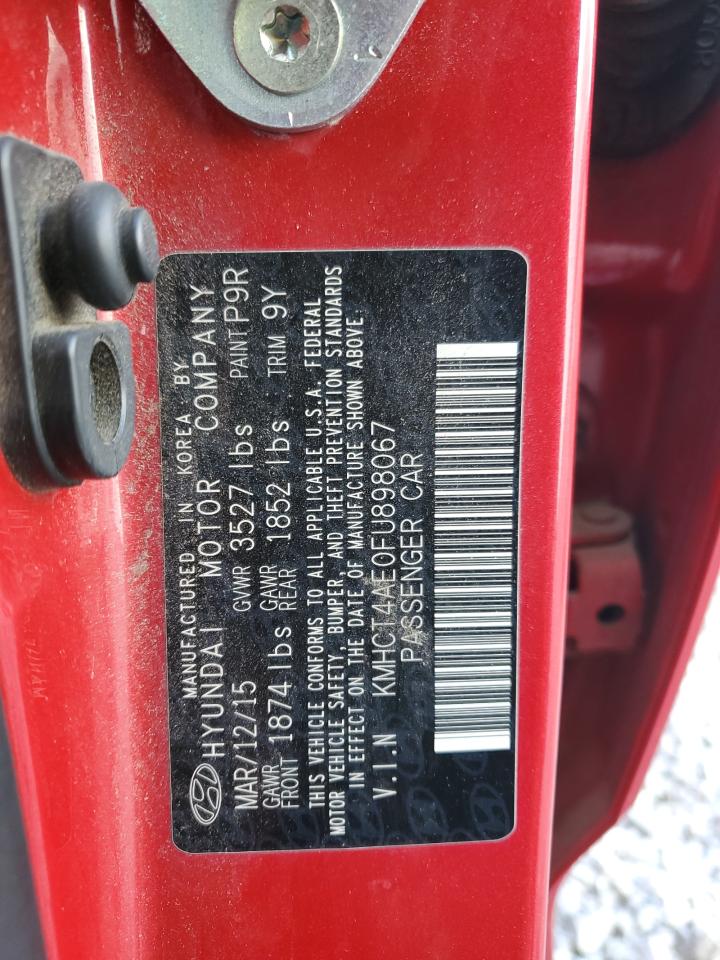 MANUFACTURED IN KOREA BY
HYUNDAI MOTOR COMPANY
MAR/12/15 GVWR 3527 lbs PAINT P9R
GAWR FRONT 1874 lbs GAWR REAR 1852 lbs TRIM 9Y
THIS VEHICLE CONFORMS TO ALL APPLICABLE U.S.A. FEDERAL
MOTOR VEHICLE SAFETY, BUMPER, AND THEFT PREVENTION STANDARDS
IN EFFECT ON THE DATE OF MANUFACTURE SHOWN ABOVE.
V.I.N KMHCT4AE0FU898067
PASSENGER CAR